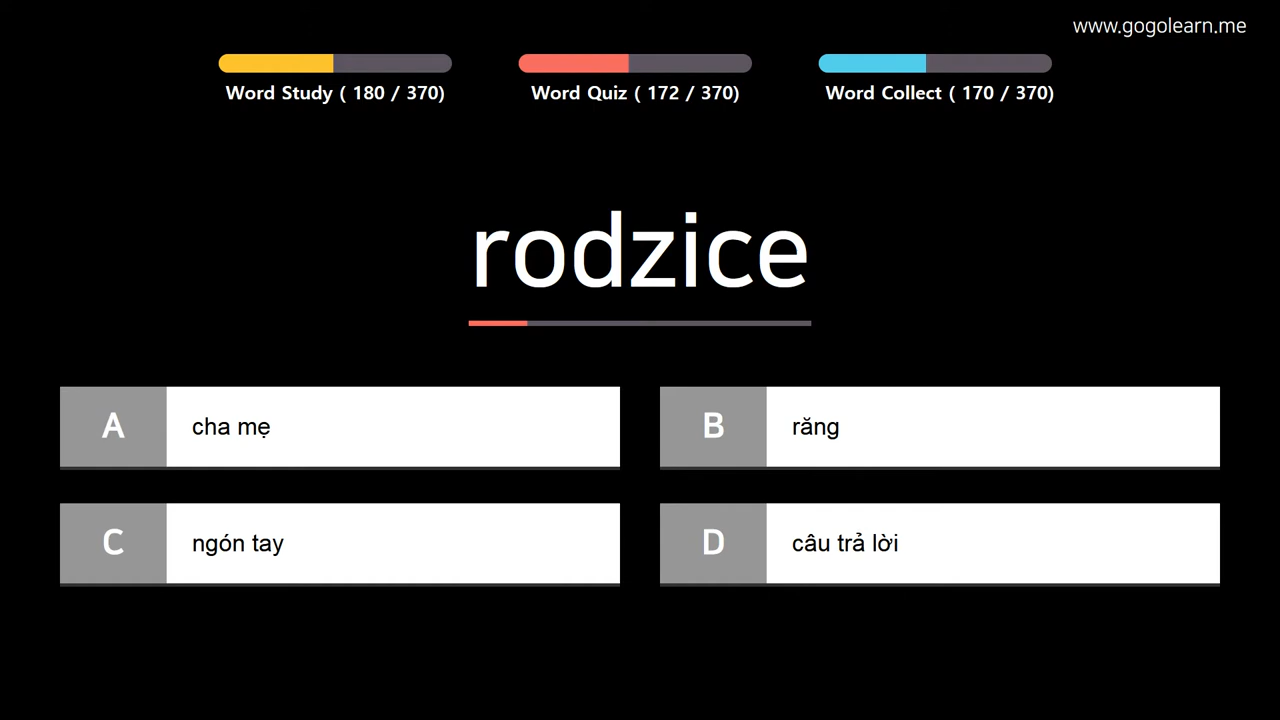 www.gogolearn.me
Word Study ( 180 / 370)
Word Quiz ( 172 / 370)
Word Collect ( 170 / 370)
rodzice
A
cha mẹ
B
răng
C
ngón tay
D
câu trả lời